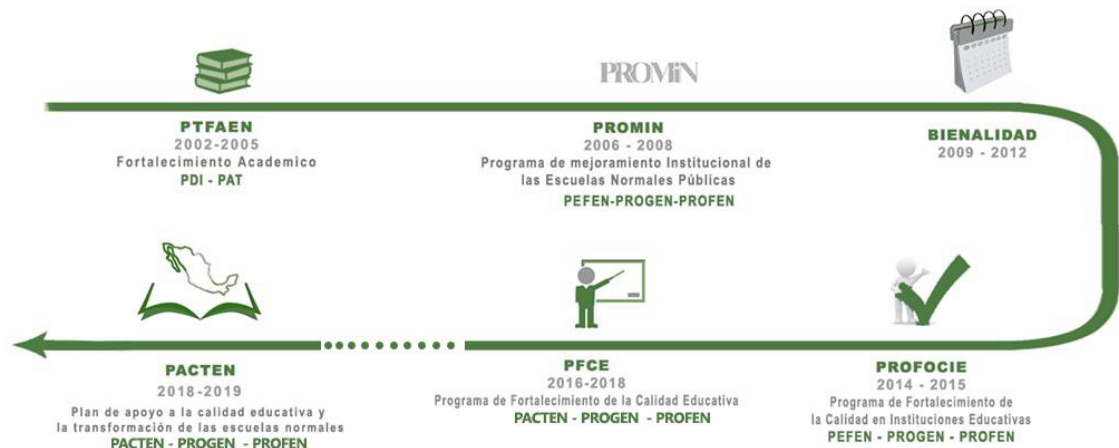 PROMiN
PTFAEN
2002-2005
Fortalecimiento Academico
PDI - PAT
PROMIN
2006 - 2008
Programa de mejoramiento Institucional de
las Escuelas Normales Públicas
PEFEN-PROGEN-PROFEN
BIENALIDAD
2009 - 2012
PACTEN
2018-2019
Plan de apoyo a la calidad educativa y
la transformación de las escuelas normales
PACTEN - PROGEN - PROFEN
PFCE
2016-2018
Programa de Fortalecimiento de la Calidad Educativa
PACTEN - PROGEN - PROFEN
PROFOCIE
2014 - 2015
Programa de Fortalecimiento de
la Calidad en Instituciones Educativas
PEFEN - PROGEN - PROFEN